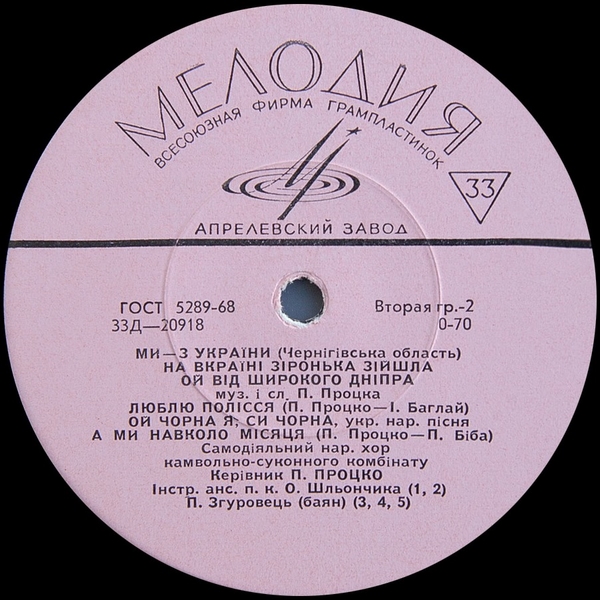 МЕЛОДИЯ
ВСЕСОЮЗНАЯ ФИРМА ГРАМПЛАСТИНОК
33
АПРЕЛЕВСКИЙ ЗАВОД
ГОСТ 5289-68 Вторая гр.-2
33Д—20918 0-70
МИ—З УКРАЇНИ (Чернігівська область)
НА ВКРАЇНІ ЗІРОНЬКА ЗІЙШЛА
ОЙ ВІД ШИРОКОГО ДНІПРА
муз. і сл. П. Процка
ЛЮБЛЮ ПОЛІССЯ (П. Процко—І. Баглай)
ОЙ ЧОРНА Я, СИ ЧОРНА, укр. нар. пісня
А МИ НАВКОЛО МІСЯЦЯ (П. Процко—П. Біба)
Самодіяльний нар. хор
камвольно-суконного комбінату
Керівник П. ПРОЦКО
Інстр. анс. п. к. О. Шльончика (1, 2)
П. Згуровець (баян) (3, 4, 5)